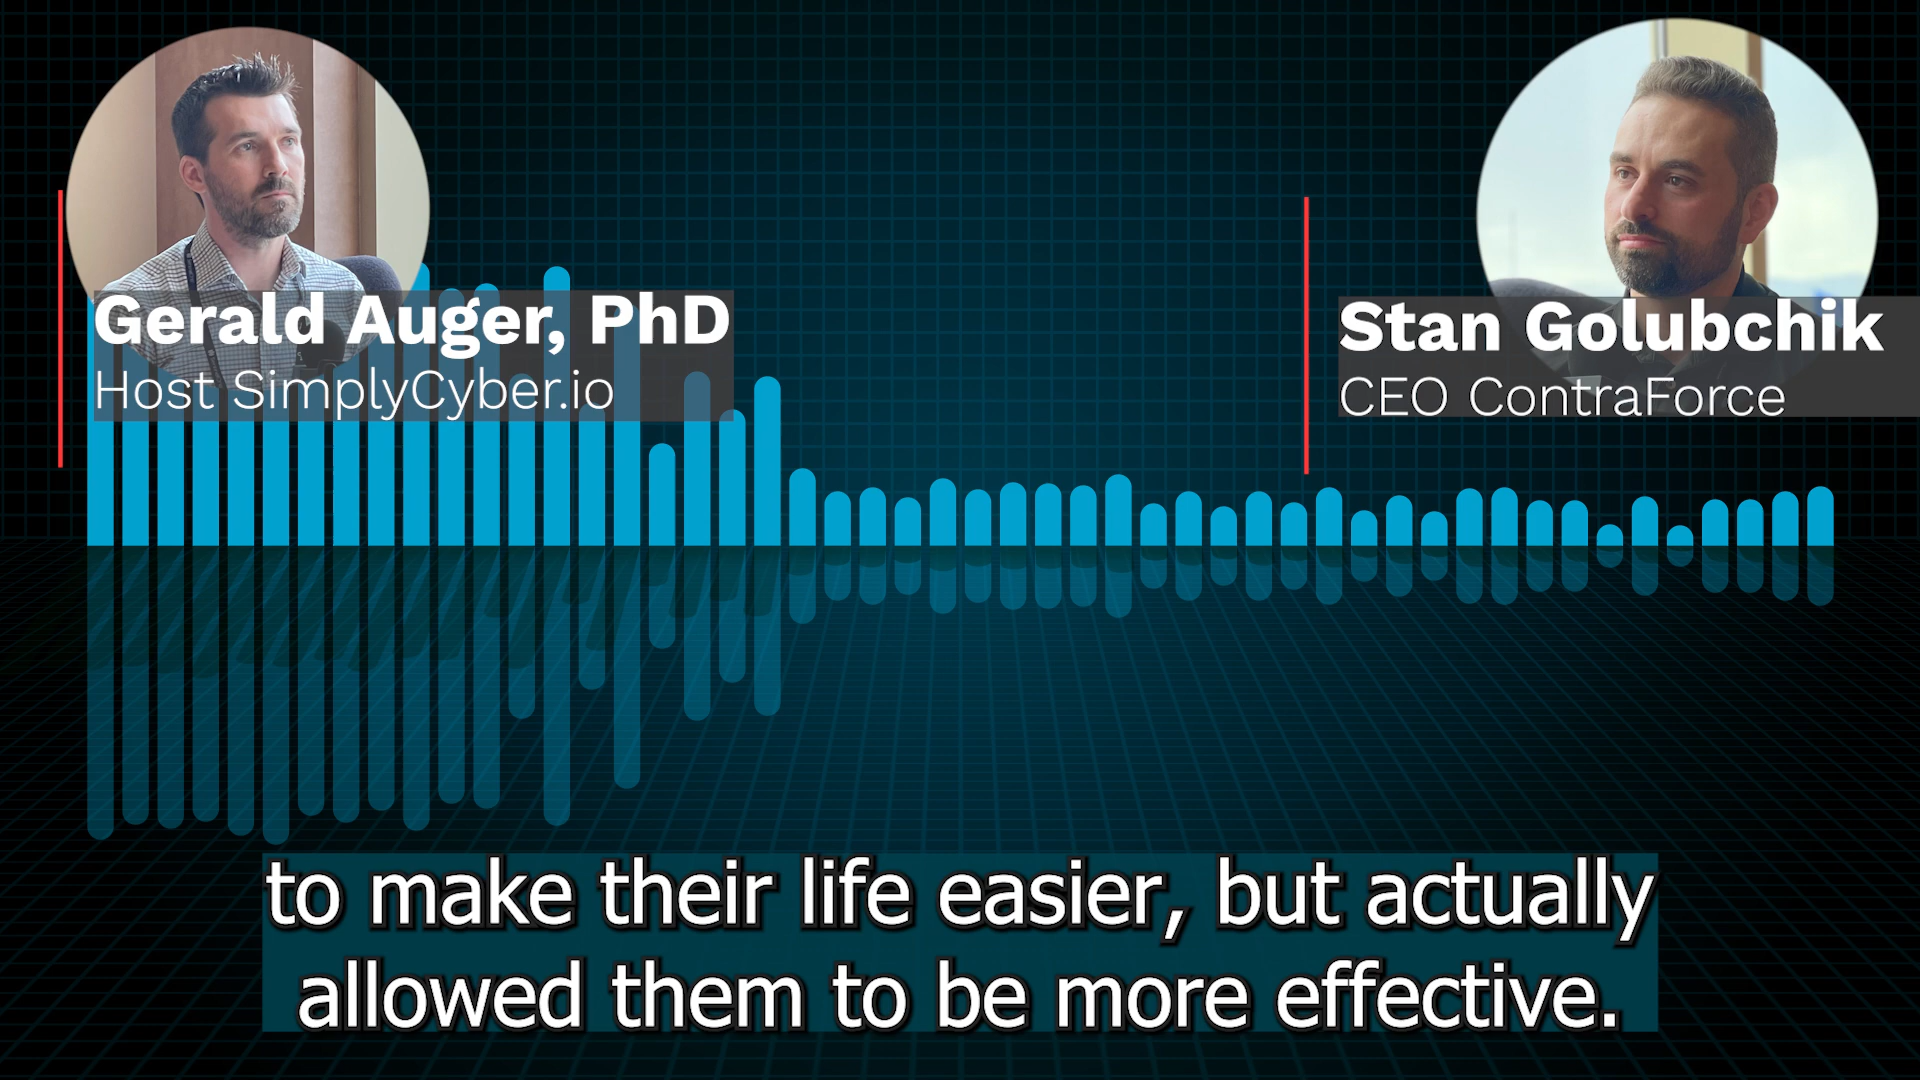 Gerald Auger, PhD
Host SimplyCyber.io
Stan Golubchik
CEO ContraForce
to make their life easier, but actually
allowed them to be more effective.